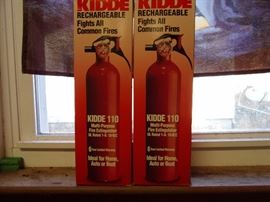 KIDDE
RECHARGEABLE
Fights All
Common Fires
KIDDE 110
Multi-Purpose
Fire Extinguisher
Ideal for Home,
Auto or Boat
KIDDE
RECHARGEABLE
Fights All
Common Fires
KIDDE 110
Multi-Purpose
Fire Extinguisher
Ideal for Home,
Auto or Boat